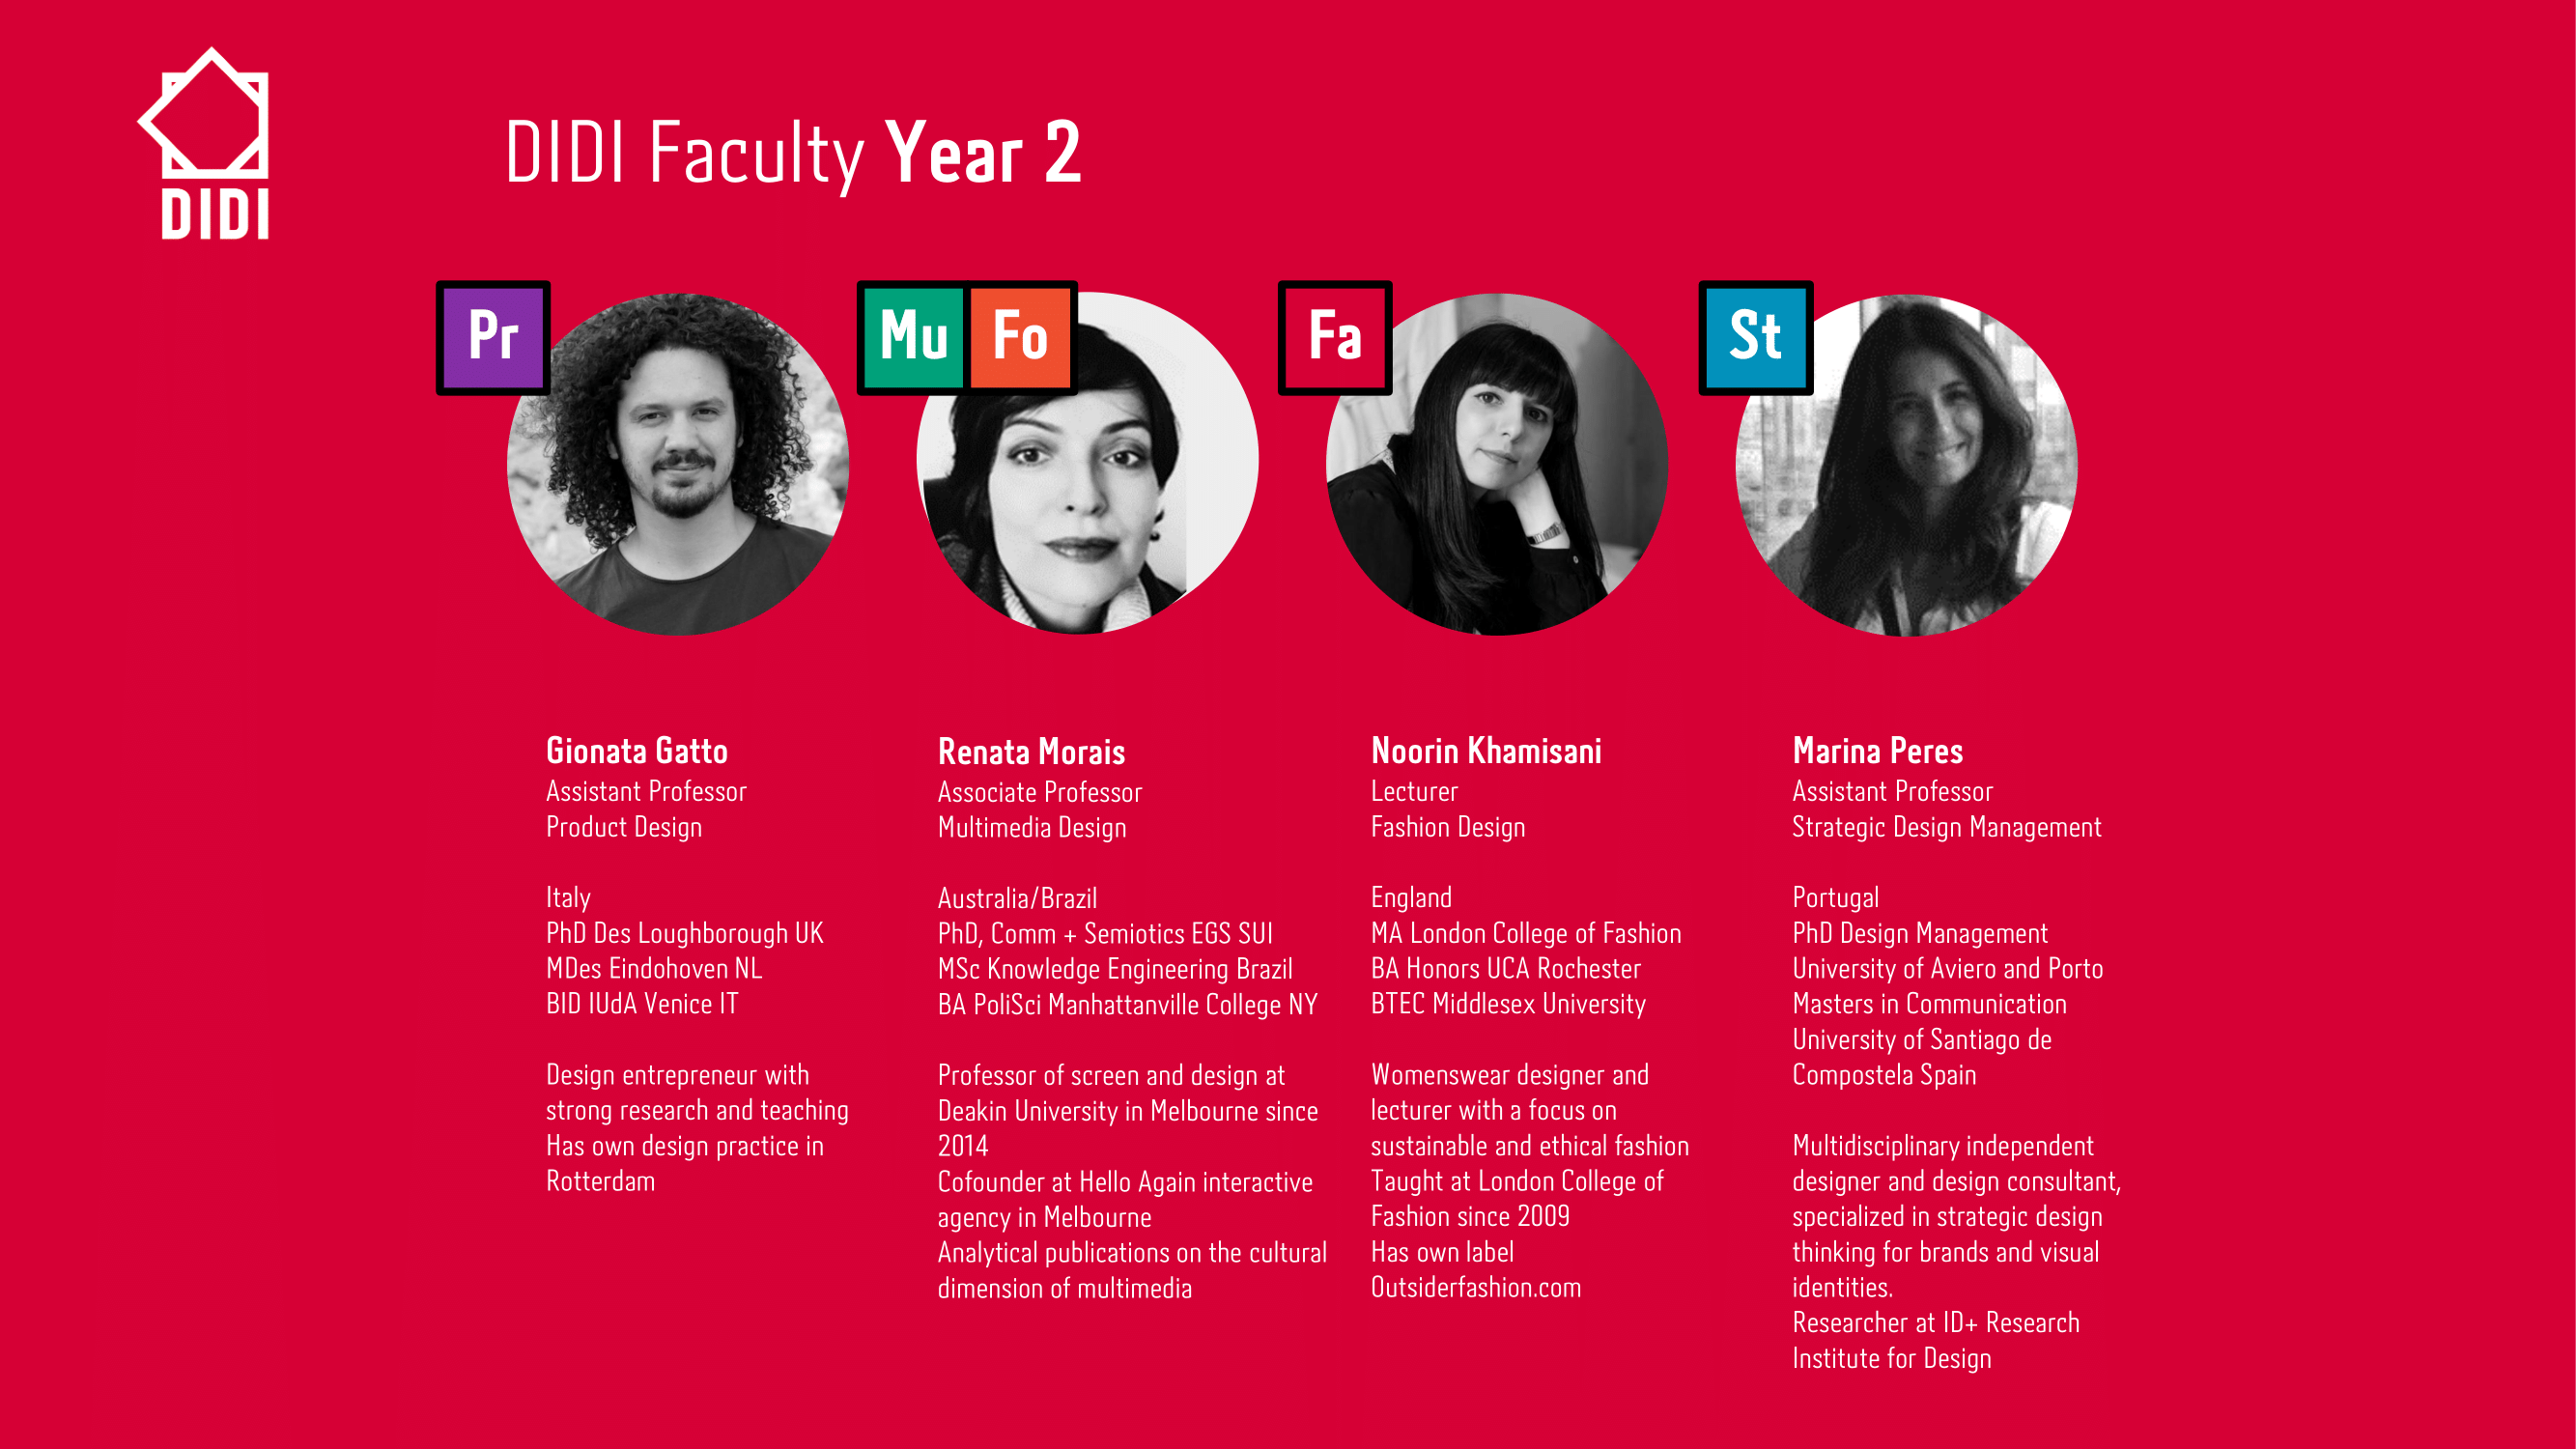 DIDI
DIDI Faculty Year 2
Pr
Mu Fo
Fa
St
Gionata Gatto
Assistant Professor
Product Design
Italy
PhD Des Loughborough UK
MDes Eindohoven NL
BID IUdA Venice IT
Design entrepreneur with
strong research and teaching
Has own design practice in
Rotterdam
Renata Morais
Associate Professor
Multimedia Design
Australia/Brazil
PhD, Comm + Semiotics EGS SUI
MSc Knowledge Engineering Brazil
BA PoliSci Manhattanville College NY
Professor of screen and design at
Deakin University in Melbourne since
2014
Cofounder at Hello Again interactive
agency in Melbourne
Analytical publications on the cultural
dimension of multimedia
Noorin Khamisani
Lecturer
Fashion Design
England
MA London College of Fashion
BA Honors UCA Rochester
BTEC Middlesex University
Womenswear designer and
lecturer with a focus on
sustainable and ethical fashion
Taught at London College of
Fashion since 2009
Has own label
Outsiderfashion.com
Marina Peres
Assistant Professor
Strategic Design Management
Portugal
PhD Design Management
University of Aviero and Porto
Masters in Communication
University of Santiago de
Compostela Spain
Multidisciplinary independent
designer and design consultant,
specialized in strategic design
thinking for brands and visual
identities.
Researcher at ID+ Research
Institute for Design